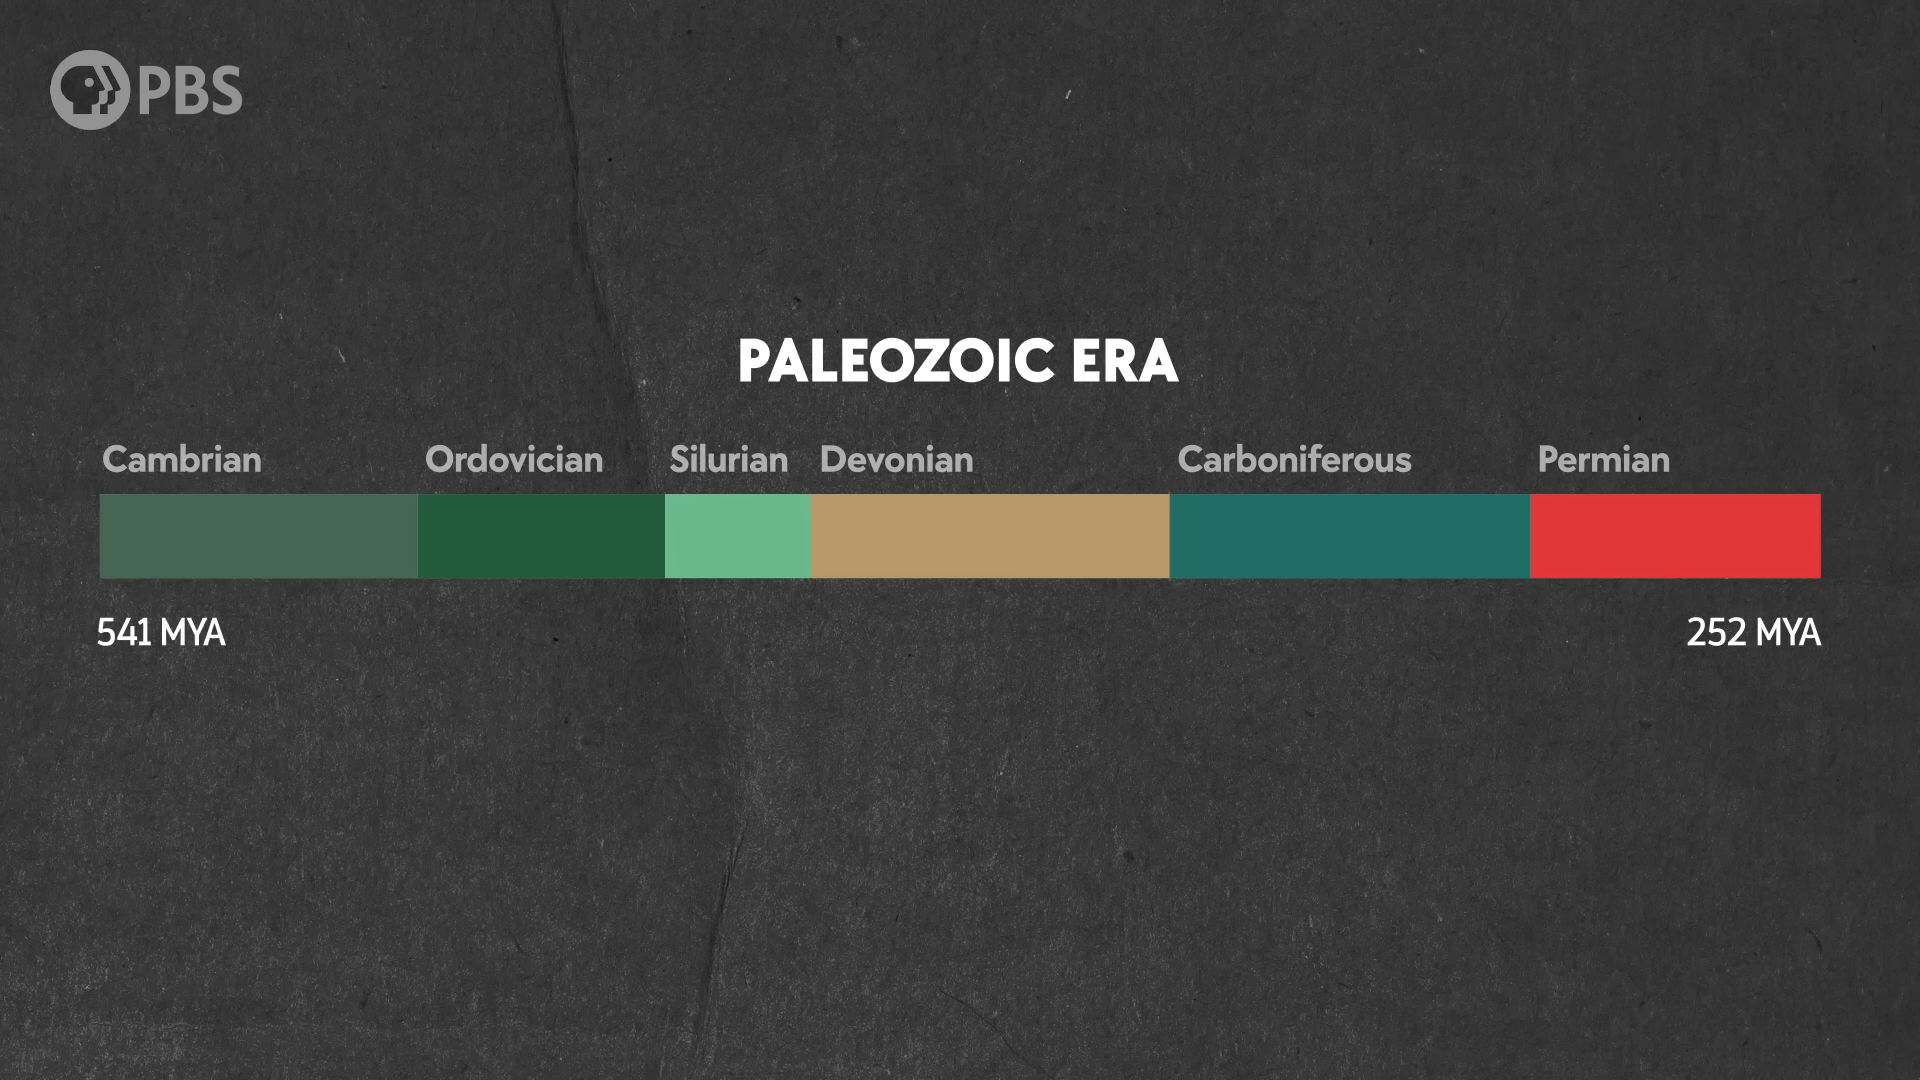 PBS
PALEOZOIC ERA
Cambrian Ordovician Silurian Devonian Carboniferous Permian
541 MYA 252 MYA